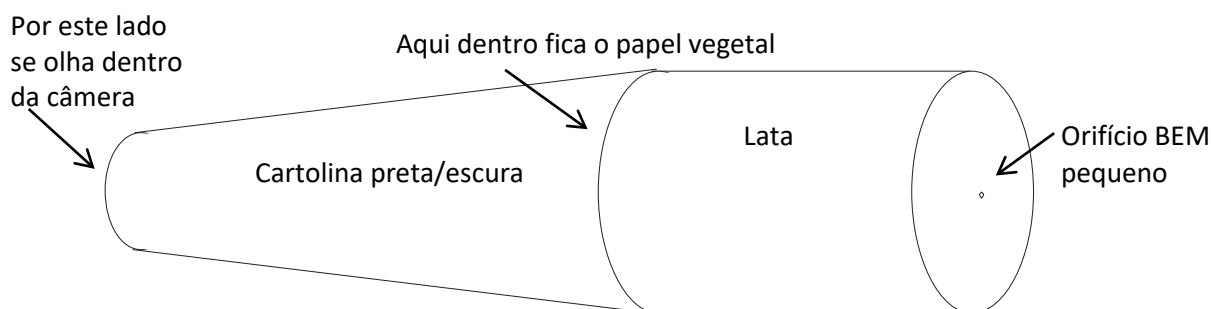 Por este lado
se olha dentro
da câmera
Aqui dentro fica o papel vegetal
Cartolina preta/escura
Lata
Orifício BEM
pequeno